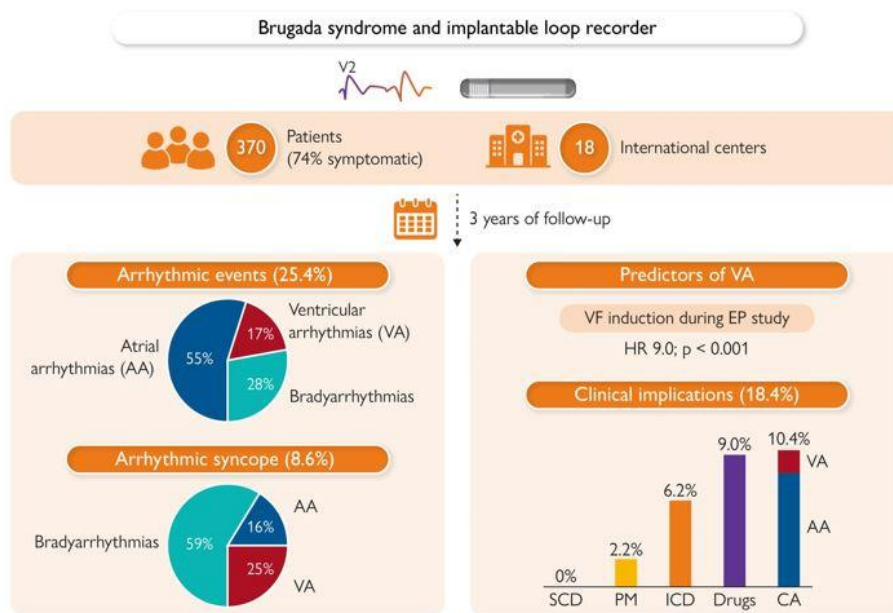 Brugada syndrome and implantable loop recorder
V2
370
Patients
(74% symptomatic)
18
International centers
3 years of follow-up
Arrhythmic events (25.4%)
Atrial
arrhythmias (AA)
55%
17%
28%
Ventricular
arrhythmias (VA)
Bradyarrhythmias
Arrhythmic syncope (8.6%)
Bradyarrhythmias
59%
16%
25%
AA
VA
Predictors of VA
VF induction during EP study
HR 9.0; p < 0.001
Clinical implications (18.4%)
0%
2.2%
6.2%
9.0%
10.4%
VA
AA
SCD
PM
ICD
Drugs
CA